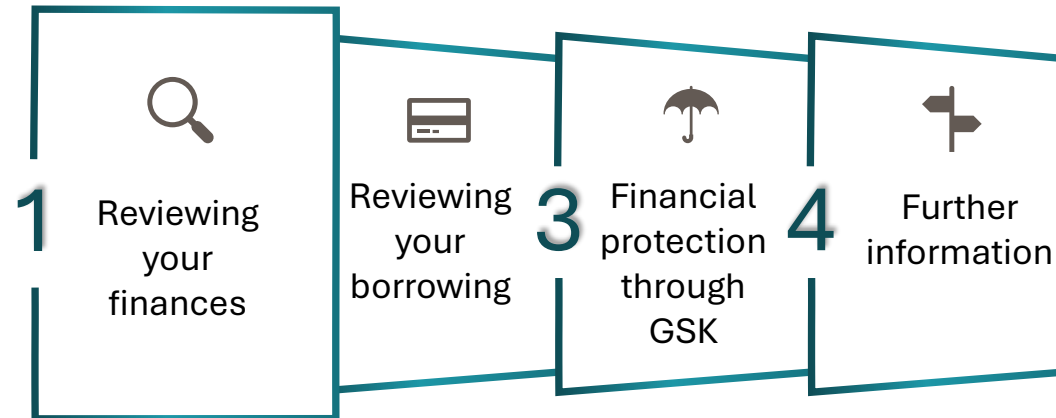 1
Reviewing
your
finances
Reviewing
your
borrowing
3
Financial
protection
through
GSK
4
Further
information